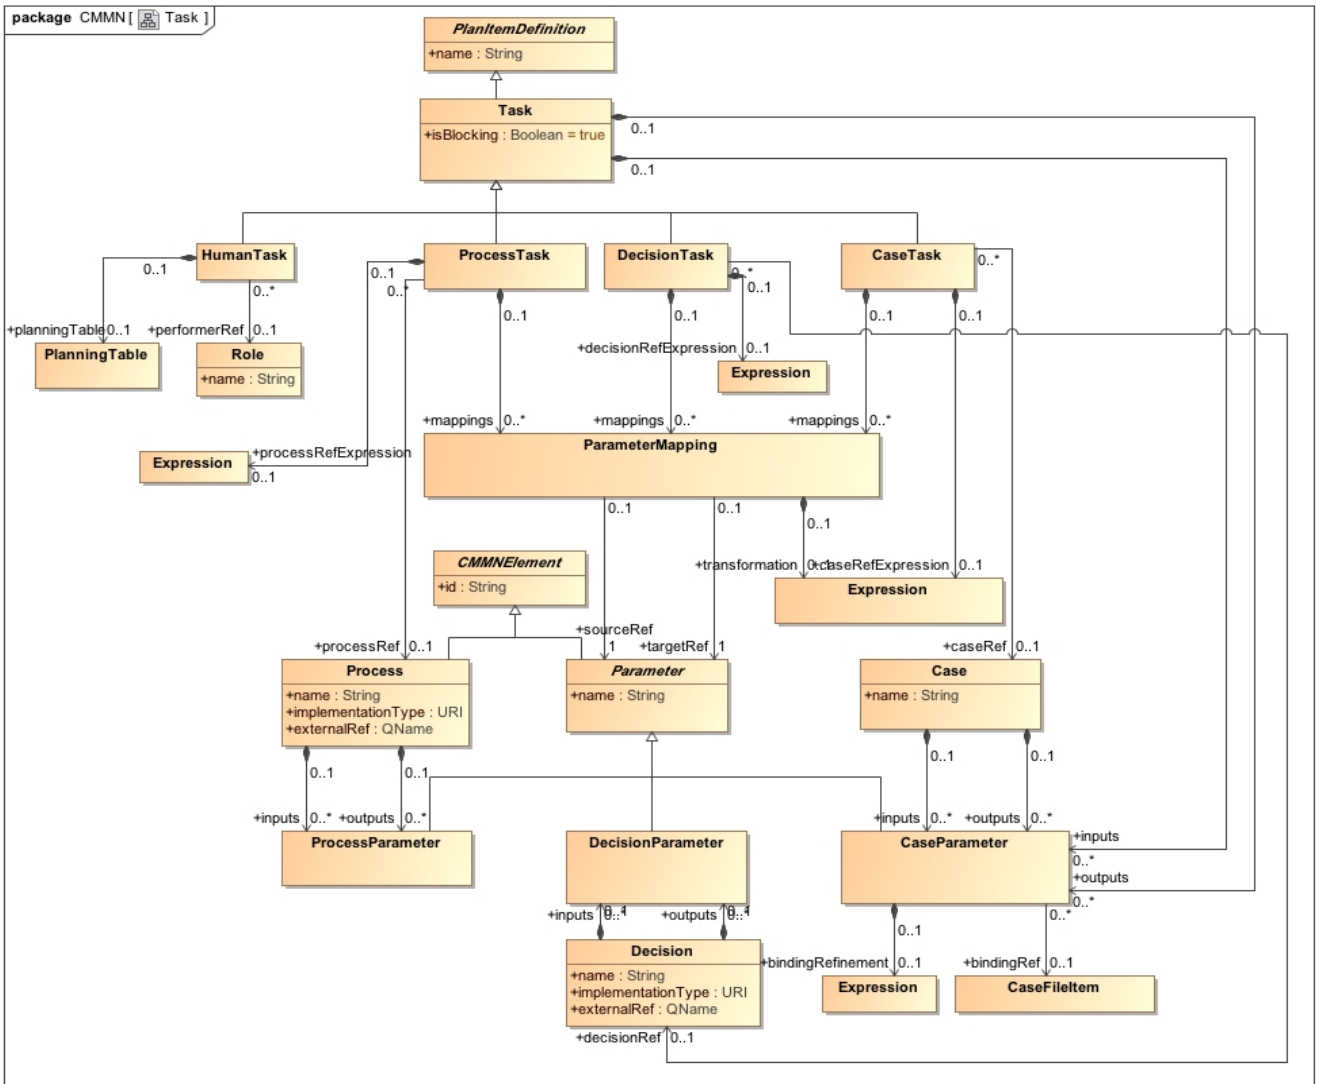 package CMMN [ Task ]
PlanItemDefinition
+name : String
Task
+isBlocking : Boolean = true
0..1
0..1
HumanTask
ProcessTask
DecisionTask
CaseTask
0..1
0..*
0..1
0..*
0..1
0..1
0..*
0..1
0..1
0..1
0..*
+planningTable 0..1
+performerRef 0..1
+decisionRefExpression 0..1
PlanningTable
Role
+name : String
Expression
+mappings 0..*
+mappings 0..*
+mappings 0..*
ParameterMapping
+processRefExpression
Expression
0..1
0..1
0..1
0..1
+transformation 0..1
+caseRefExpression 0..1
CMMNElement
+id : String
Expression
+sourceRef
1
+processRef 0..1
+targetRef 1
+caseRef 0..1
Process
+name : String
+implementationType : URI
+externalRef : QName
Parameter
+name : String
Case
+name : String
0..1
0..1
0..1
0..1
+inputs 0..*
+outputs 0..*
+inputs 0..*
+outputs 0..*
ProcessParameter
DecisionParameter
CaseParameter
+inputs
0..*
+outputs
0..*
+inputs
+outputs
0..1
0..*
Decision
+name : String
+implementationType : URI
+externalRef : QName
+bindingRefinement 0..1
+bindingRef 0..1
Expression
CaseFileItem
+decisionRef 0..1